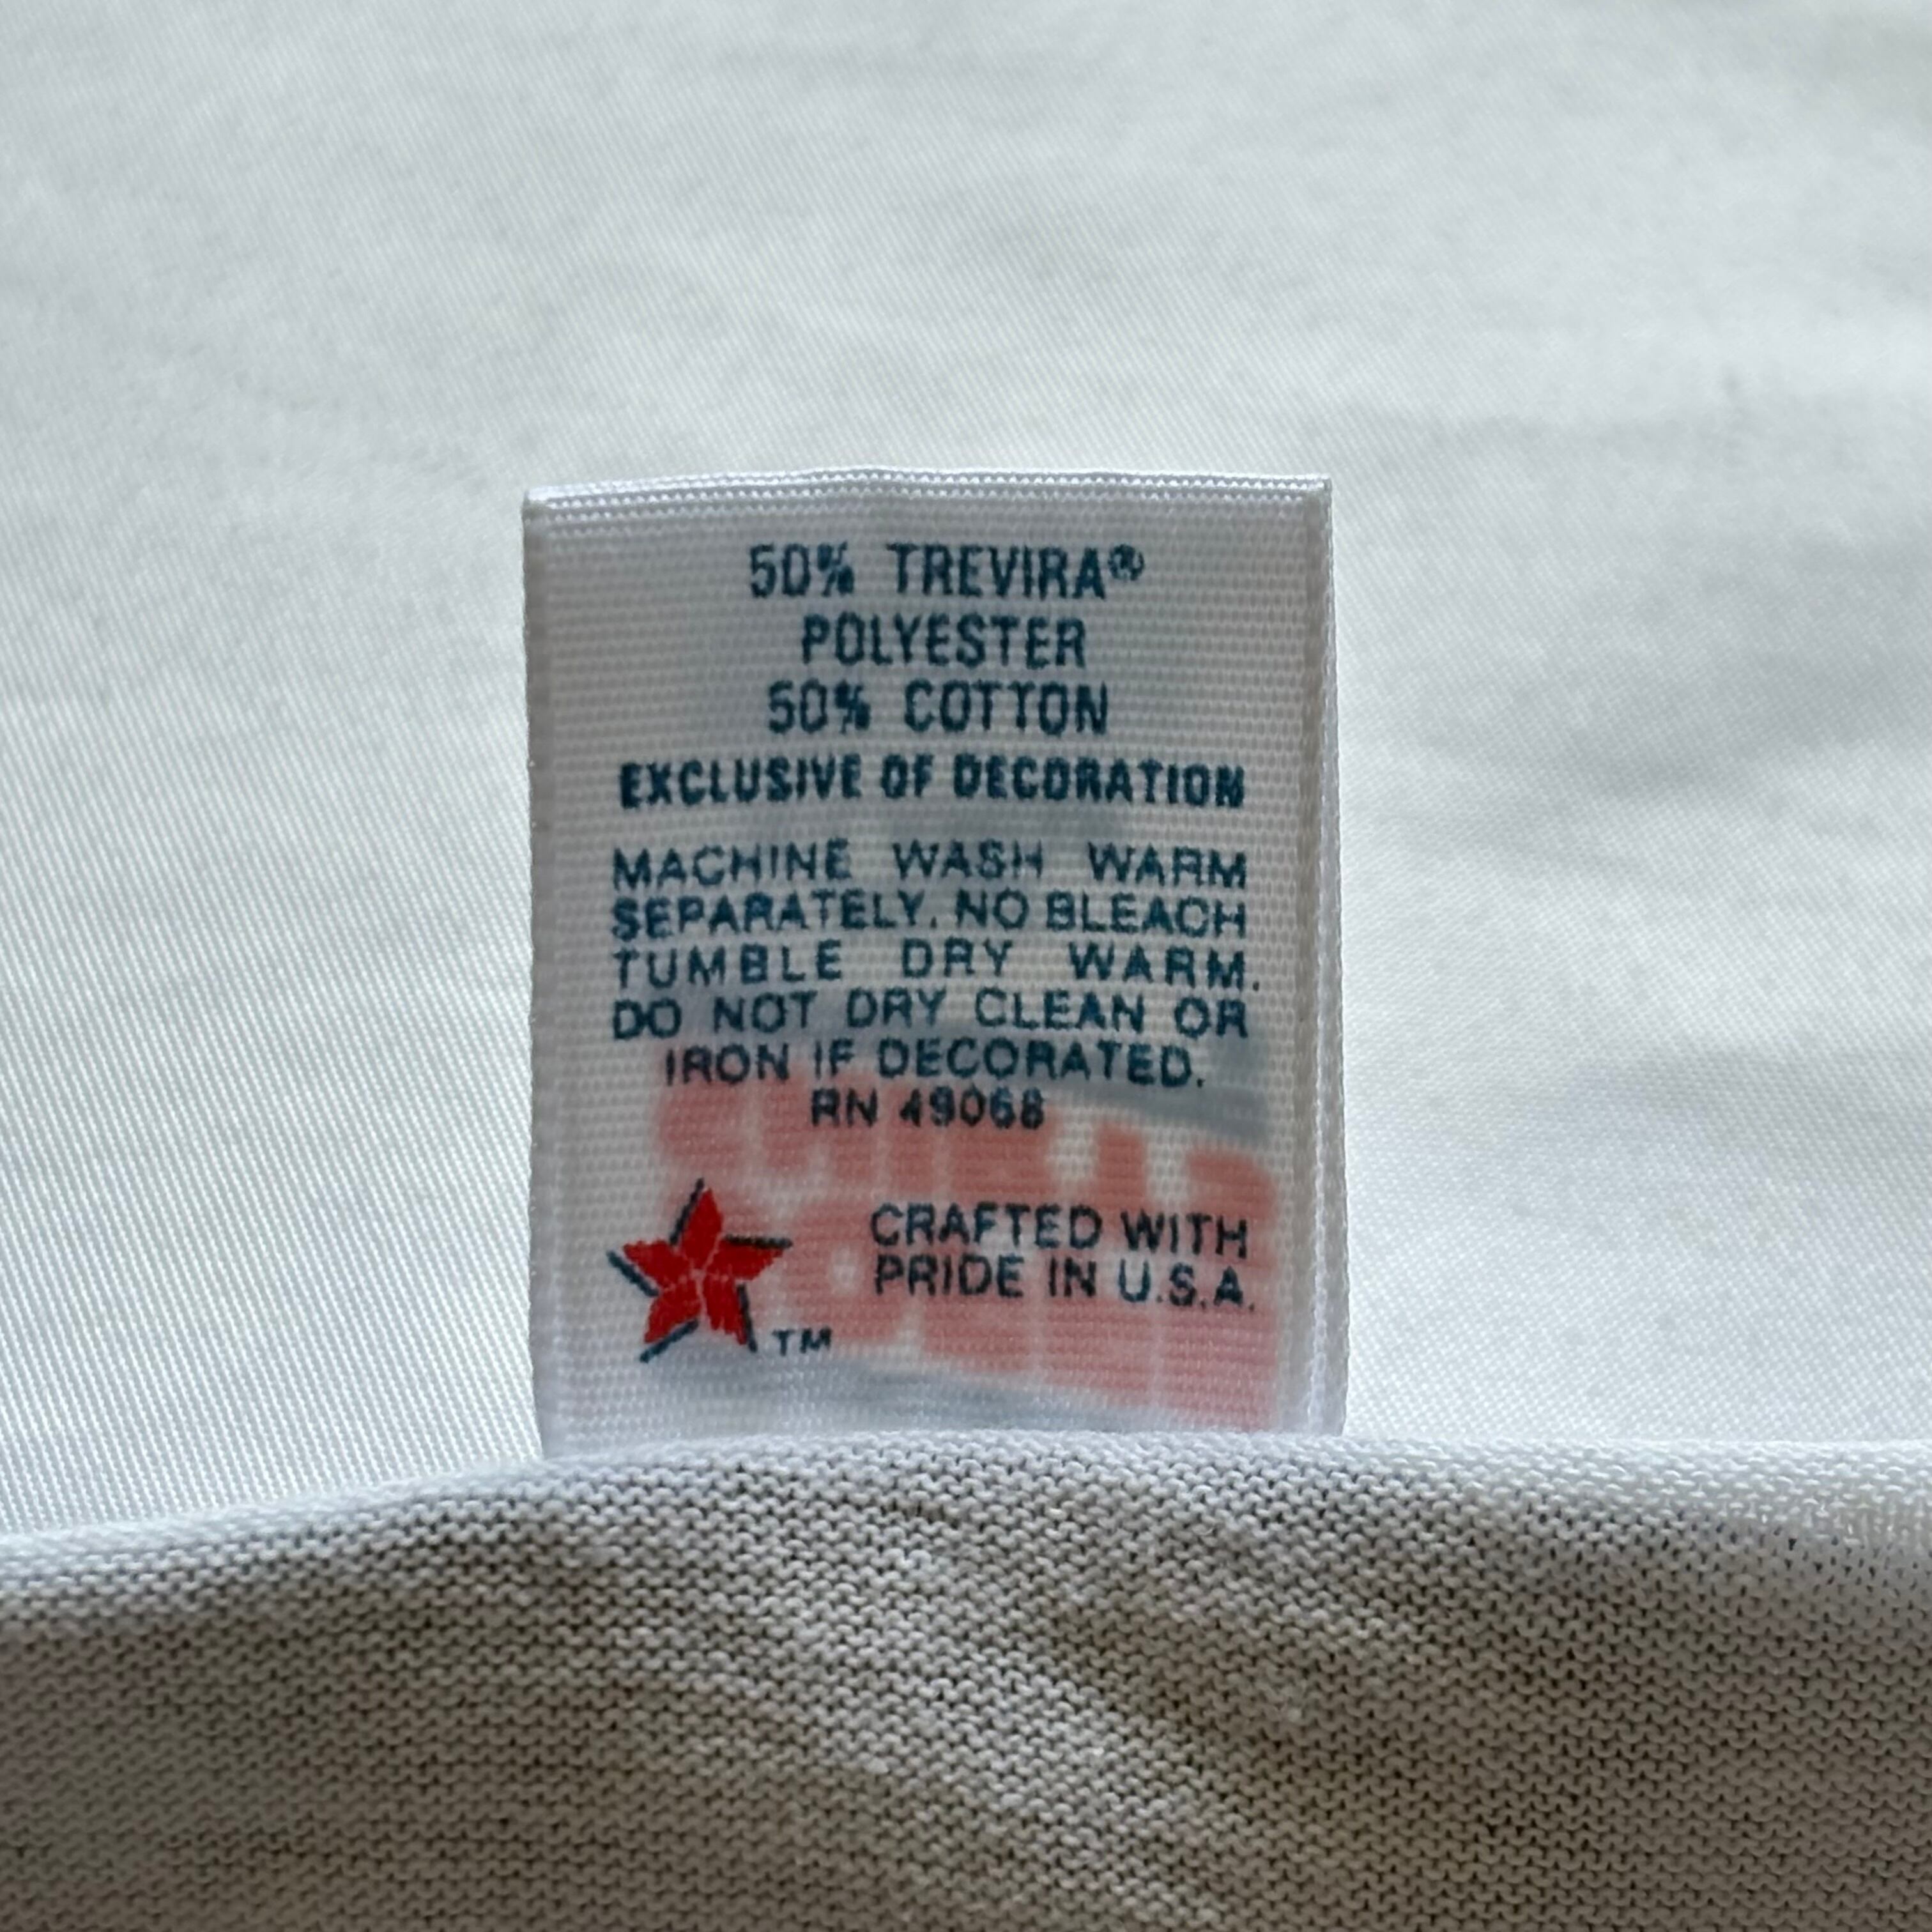 50% TREVIRA®
POLYESTER
50% COTTON
EXCLUSIVE OF DECORATION
MACHINE WASH WARM
SEPARATELY. NO BLEACH
TUMBLE DRY WARM.
DO NOT DRY CLEAN OR
IRON IF DECORATED.
RN 49068
CRAFTED WITH
PRIDE IN U.S.A.
TM